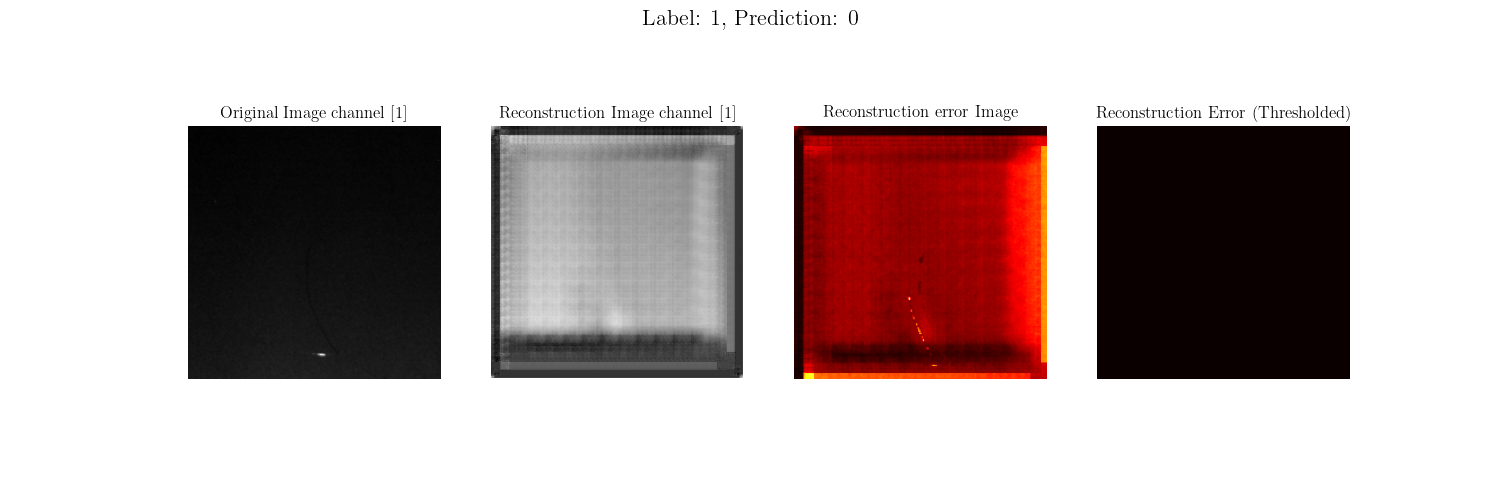 Label: 1, Prediction: 0
Original Image channel [1]
Reconstruction Image channel [1]
Reconstruction error Image
Reconstruction Error (Thresholded)